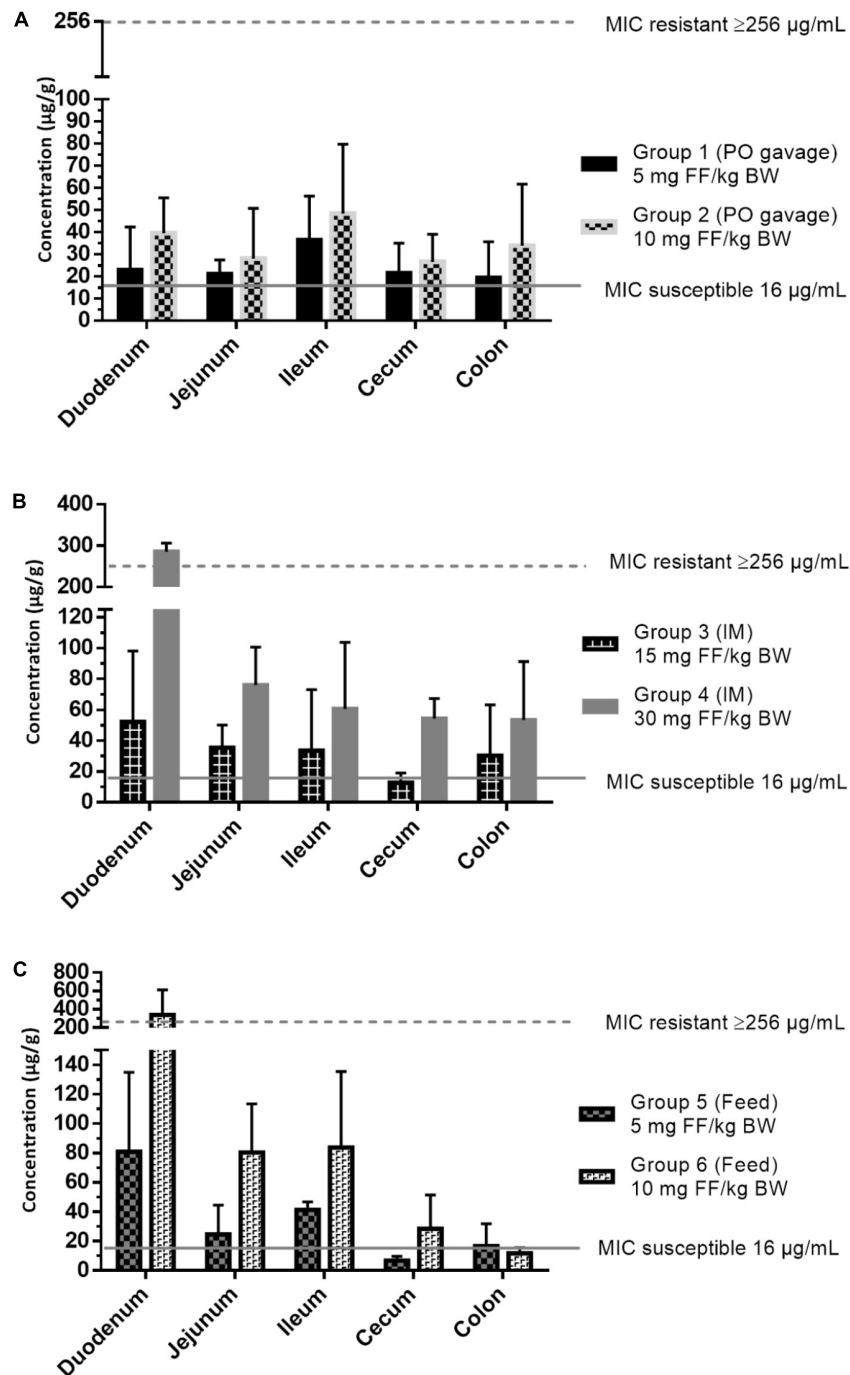 A
256
MIC resistant ≥256 µg/mL
100
90
80
70
60
50
40
30
20
10
0
Concentration (µg/g)
Group 1 (PO gavage)
5 mg FF/kg BW
Group 2 (PO gavage)
10 mg FF/kg BW
MIC susceptible 16 µg/mL
Duodenum
Jejunum
Ileum
Cecum
Colon
B
400
300
200
120
100
80
60
40
20
0
Concentration (µg/g)
MIC resistant ≥256 µg/mL
Group 3 (IM)
15 mg FF/kg BW
Group 4 (IM)
30 mg FF/kg BW
MIC susceptible 16 µg/mL
Duodenum
Jejunum
Ileum
Cecum
Colon
C
800
600
400
200
140
120
100
80
60
40
20
0
Concentration (µg/g)
MIC resistant ≥256 µg/mL
Group 5 (Feed)
5 mg FF/kg BW
Group 6 (Feed)
10 mg FF/kg BW
MIC susceptible 16 µg/mL
Duodenum
Jejunum
Ileum
Cecum
Colon